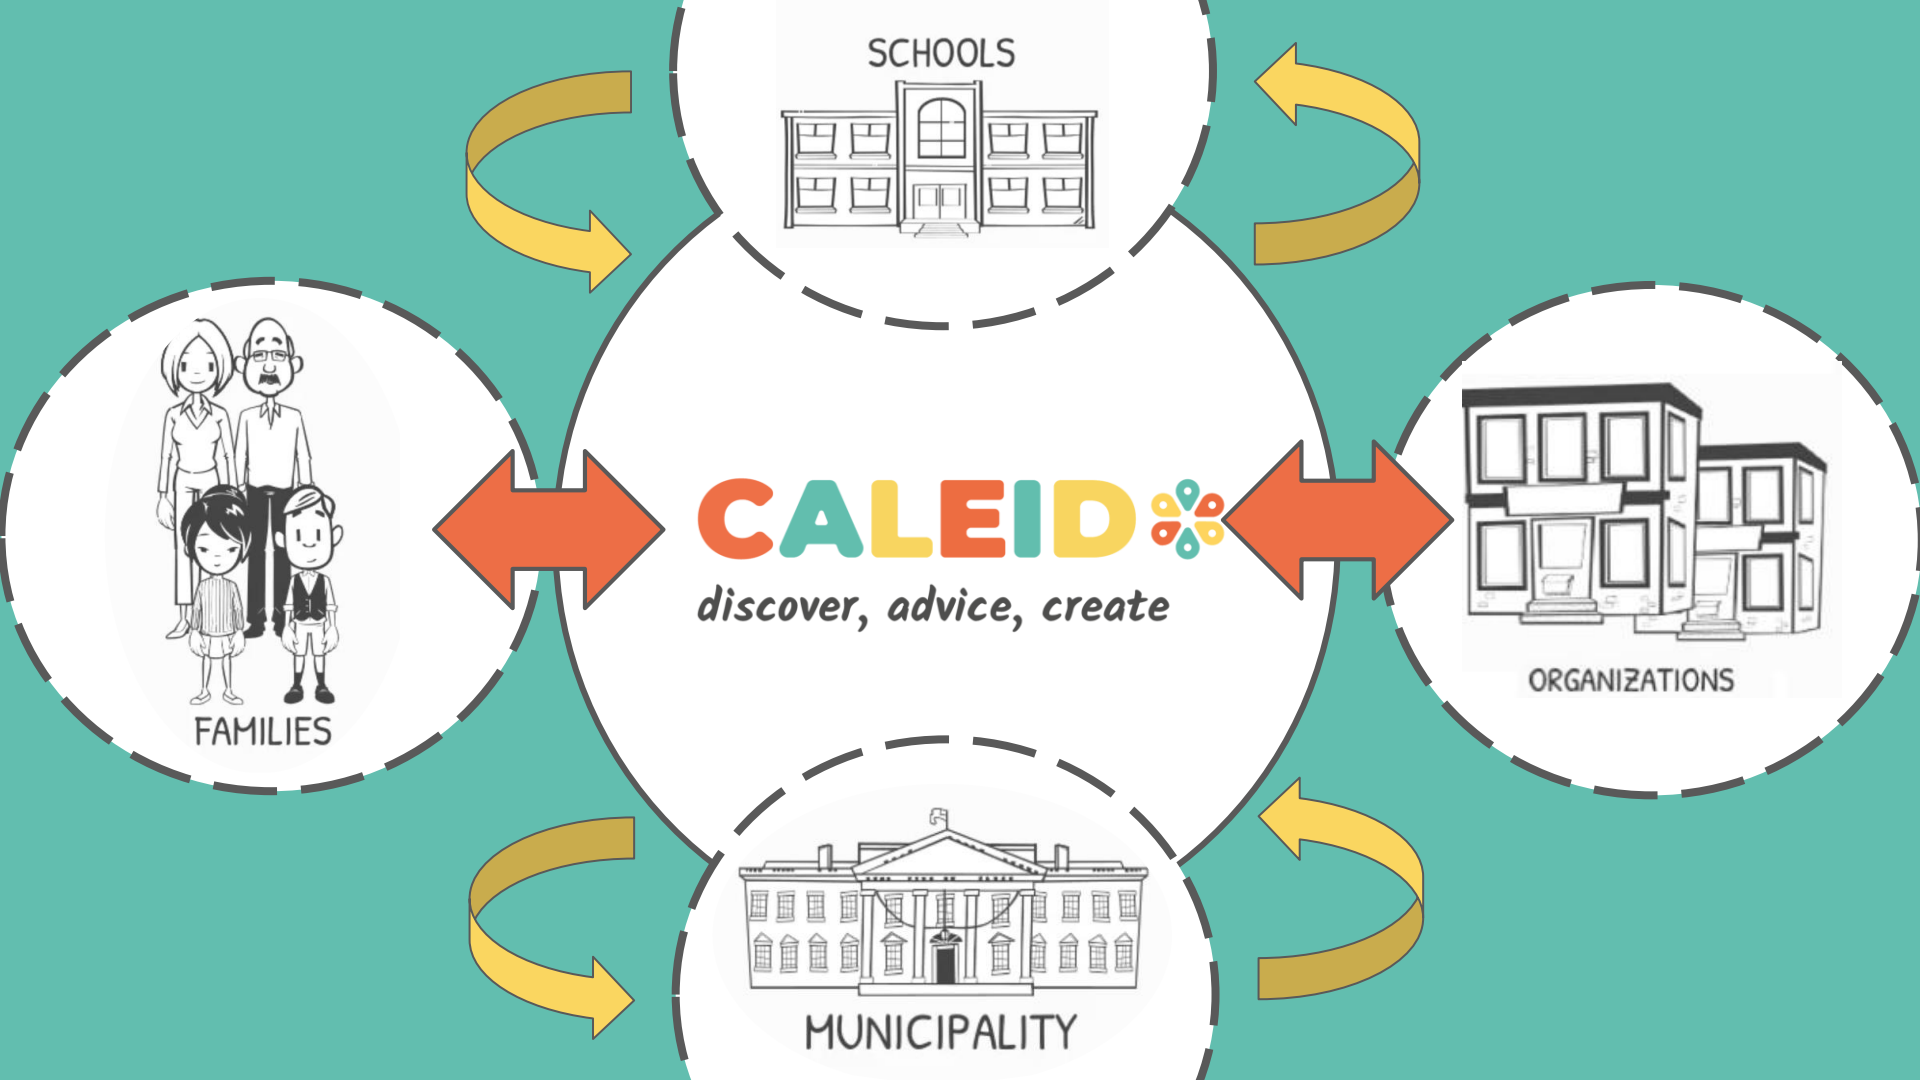 SCHOOLS
CALEID
discover, advice, create
FAMILIES
ORGANIZATIONS
MUNICIPALITY